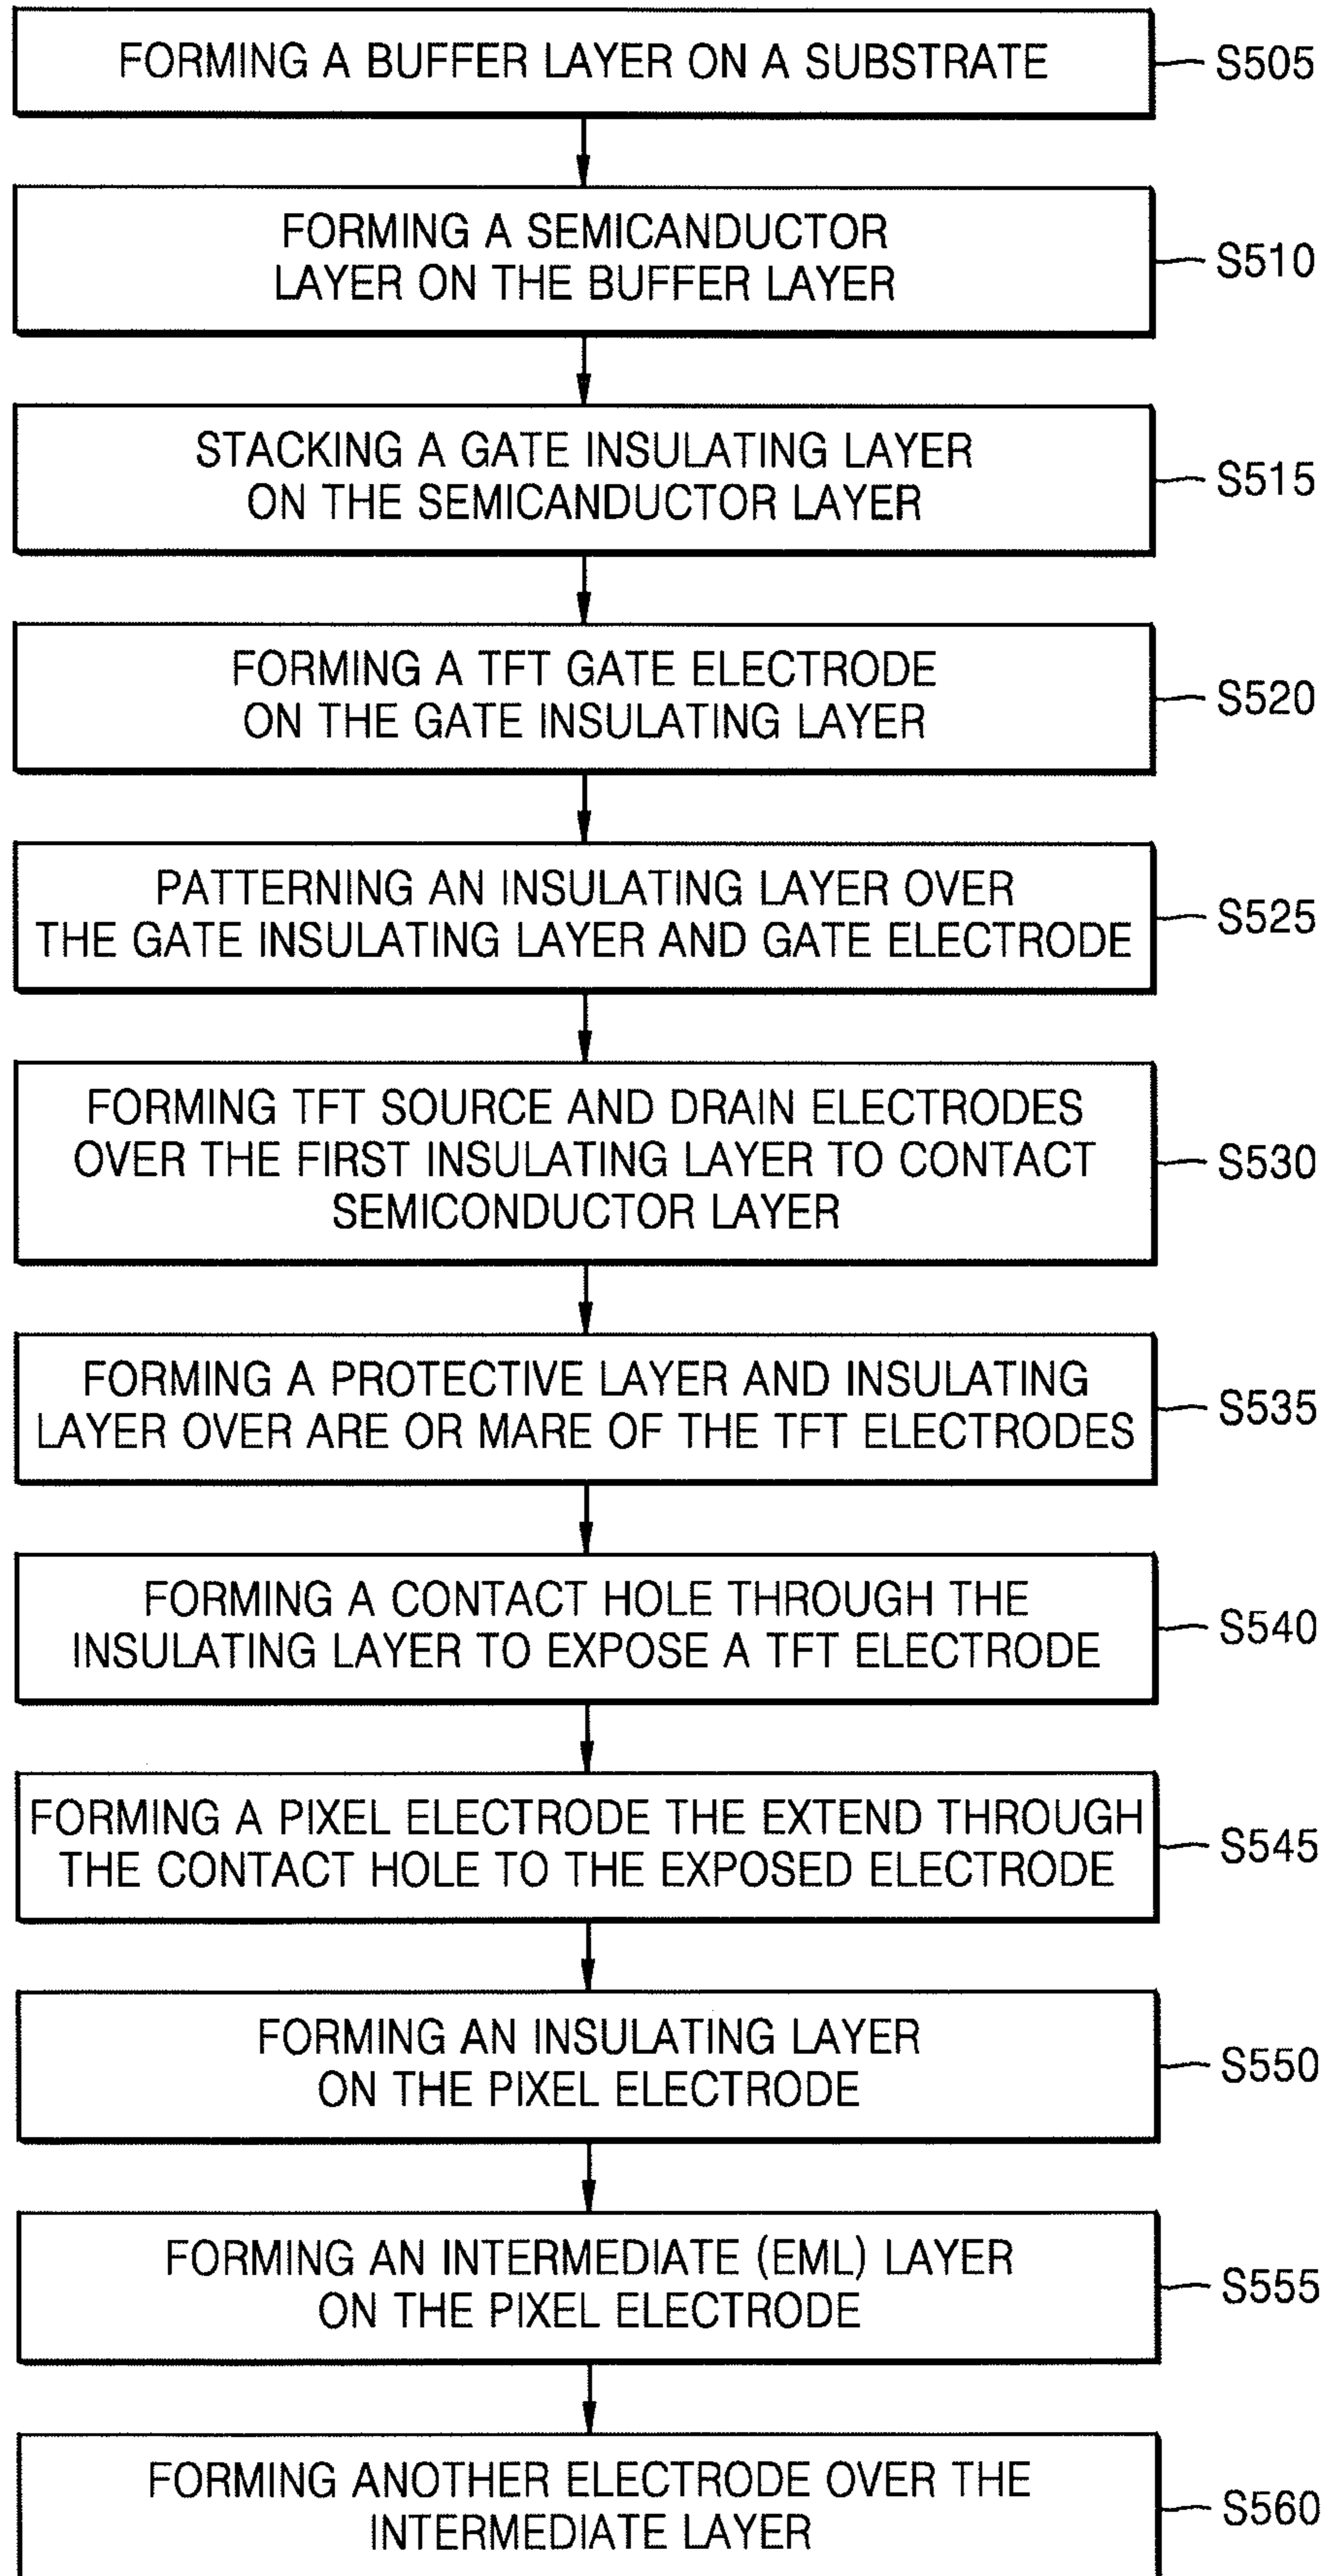 FORMING A BUFFER LAYER ON A SUBSTRATE
S505
FORMING A SEMICANDUCTOR
LAYER ON THE BUFFER LAYER
S510
STACKING A GATE INSULATING LAYER
ON THE SEMICANDUCTOR LAYER
S515
FORMING A TFT GATE ELECTRODE
ON THE GATE INSULATING LAYER
S520
PATTERNING AN INSULATING LAYER OVER
THE GATE INSULATING LAYER AND GATE ELECTRODE
S525
FORMING TFT SOURCE AND DRAIN ELECTRODES
OVER THE FIRST INSULATING LAYER TO CONTACT
SEMICONDUCTOR LAYER
S530
FORMING A PROTECTIVE LAYER AND INSULATING
LAYER OVER ARE OR MARE OF THE TFT ELECTRODES
S535
FORMING A CONTACT HOLE THROUGH THE
INSULATING LAYER TO EXPOSE A TFT ELECTRODE
S540
FORMING A PIXEL ELECTRODE THE EXTEND THROUGH
THE CONTACT HOLE TO THE EXPOSED ELECTRODE
S545
FORMING AN INSULATING LAYER
ON THE PIXEL ELECTRODE
S550
FORMING AN INTERMEDIATE (EML) LAYER
ON THE PIXEL ELECTRODE
S555
FORMING ANOTHER ELECTRODE OVER THE
INTERMEDIATE LAYER
S560